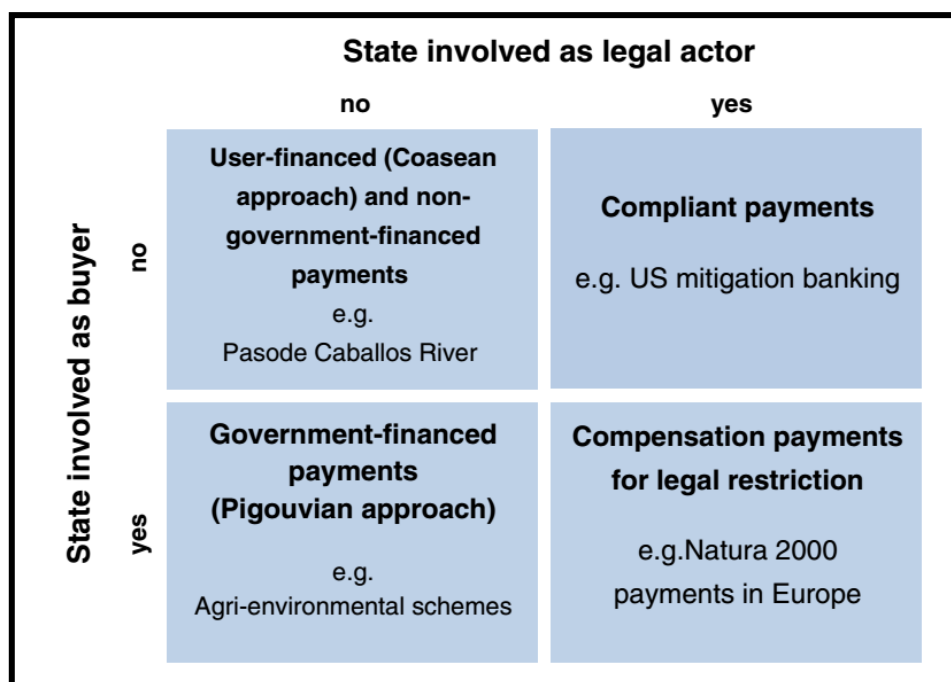 State involved as legal actor
no
yes
State involved as buyer
no
User-financed (Coasean
approach) and non-
government-financed
payments
e.g.
Pasode Caballos River
Compliant payments
e.g. US mitigation banking
yes
Government-financed
payments
(Pigouvian approach)
e.g.
Agri-environmental schemes
Compensation payments
for legal restriction
e.g.Natura 2000
payments in Europe